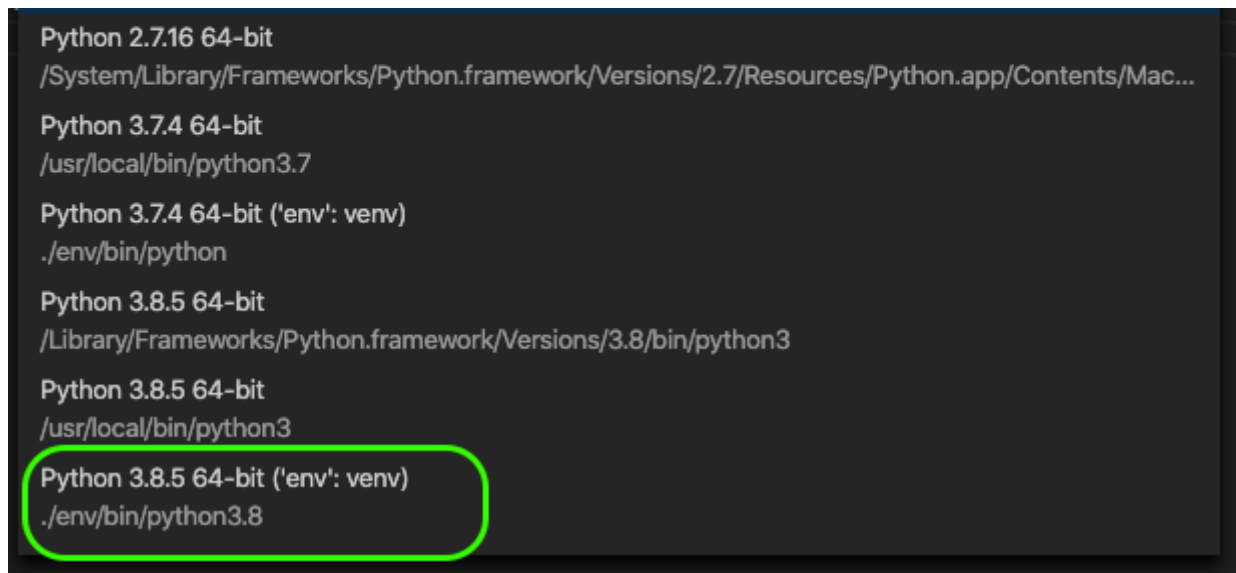 Python 2.7.16 64-bit
/System/Library/Frameworks/Python.framework/Versions/2.7/Resources/Python.app/Contents/Mac...
Python 3.7.4 64-bit
/usr/local/bin/python3.7
Python 3.7.4 64-bit ('env': venv)
./env/bin/python
Python 3.8.5 64-bit
/Library/Frameworks/Python.framework/Versions/3.8/bin/python3
Python 3.8.5 64-bit
/usr/local/bin/python3
Python 3.8.5 64-bit ('env': venv)
./env/bin/python3.8